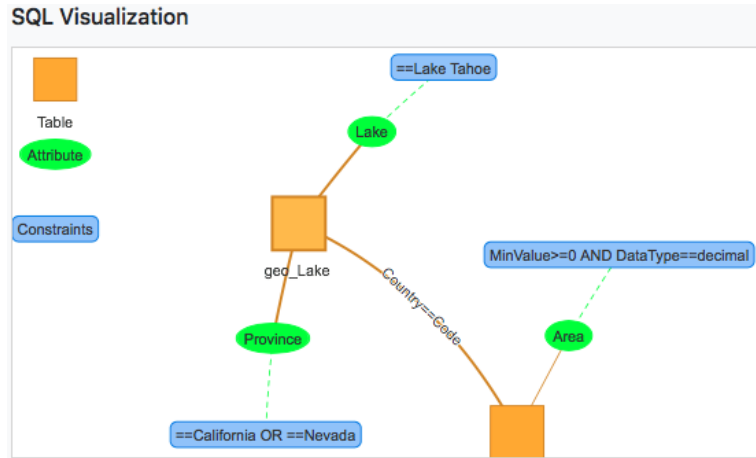 SQL Visualization
==Lake Tahoe
Table
Lake
Attribute
Constraints
MinValue>=0 AND DataType==decimal
geo_Lake
Country==Code
Province
Area
==California OR ==Nevada